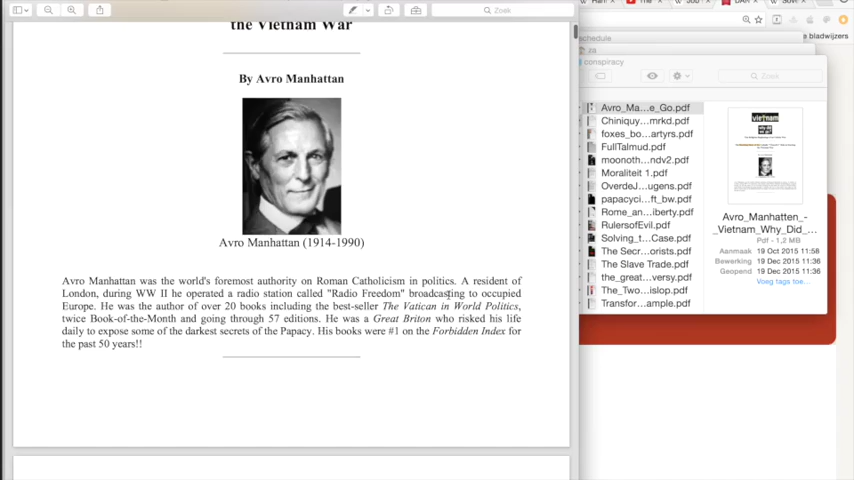 Zoek
the Vietnam War
By Avro Manhattan
Avro Manhattan (1914-1990)
Avro Manhattan was the world's foremost authority on Roman Catholicism in politics. A resident of
London, during WW II he operated a radio station called "Radio Freedom" broadcasting to occupied
Europe. He was the author of over 20 books including the best-seller The Vatican in World Politics,
twice Book-of-the-Month and going through 57 editions. He was a Great Briton who risked his life
daily to expose some of the darkest secrets of the Papacy. His books were #1 on the Forbidden Index for
the past 50 years!!
bladwijzers
schedule
za
conspiracy
Zoek
Avro_Ma...e_Go.pdf
Chiniquy...mrkd.pdf
foxes_bo...artyrs.pdf
FullTalmud.pdf
moonoth...ndv2.pdf
Moraliteit 1.pdf
OverdeJ...ugens.pdf
papacyci...ft_bw.pdf
Rome_an...iberty.pdf
RulersofEvil.pdf
Solving_t...Case.pdf
The Secr...orists.pdf
The Slave Trade.pdf
the_great...versy.pdf
The_Two...islop.pdf
Transfor...ample.pdf
vietnam
Avro_Manhatten_-
_Vietnam_Why_Did_...
Pdf - 1,2 MB
Aanmaak 19 Oct 2015 11:58
Bewerking 19 Dec 2015 11:36
Geopend 19 Dec 2015 11:36
Voeg tags toe...